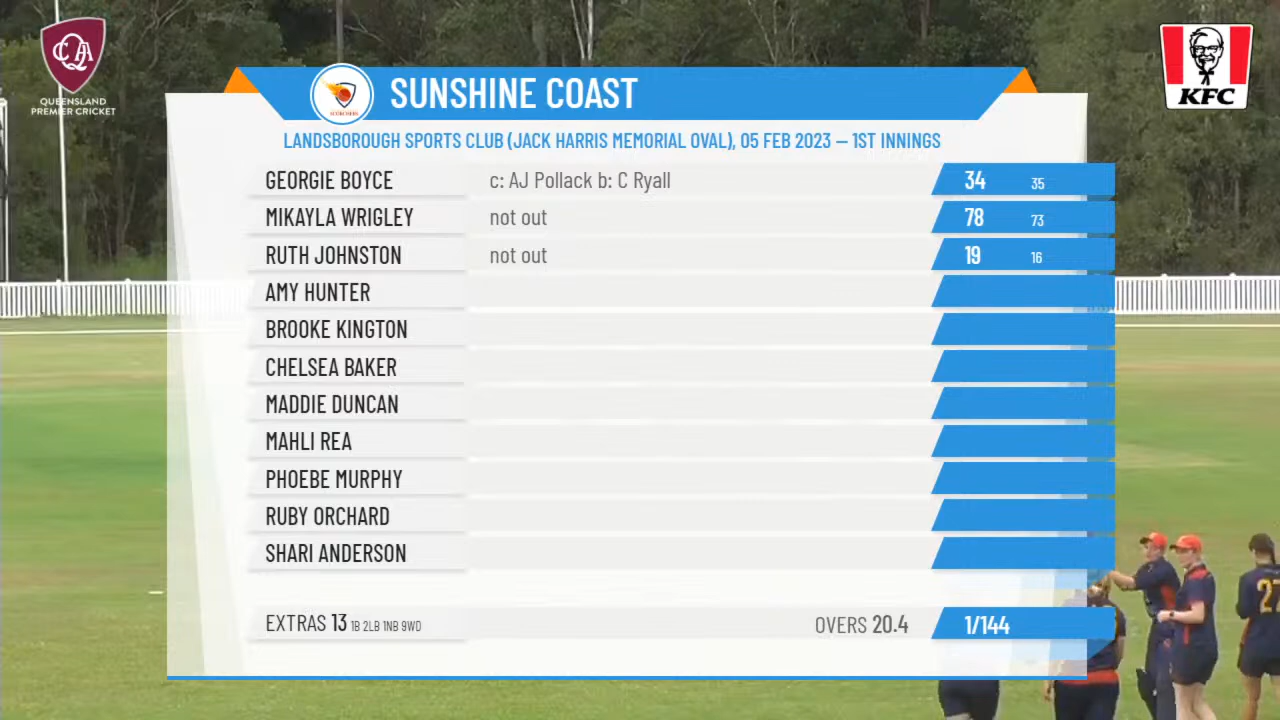 QUEENSLAND
PREMIER CRICKET
KFC
SUNSHINE COAST
LANDSBOROUGH SPORTS CLUB (JACK HARRIS MEMORIAL OVAL), 05 FEB 2023 – 1ST INNINGS
GEORGIE BOYCE c: AJ Pollack b: C Ryall 34 35
MIKAYLA WRIGLEY not out 78 73
RUTH JOHNSTON not out 19 16
AMY HUNTER
BROOKE KINGTON
CHELSEA BAKER
MADDIE DUNCAN
MAHLI REA
PHOEBE MURPHY
RUBY ORCHARD
SHARI ANDERSON
EXTRAS 13 1B 2LB 1NB 9WD OVERS 20.4 1/144